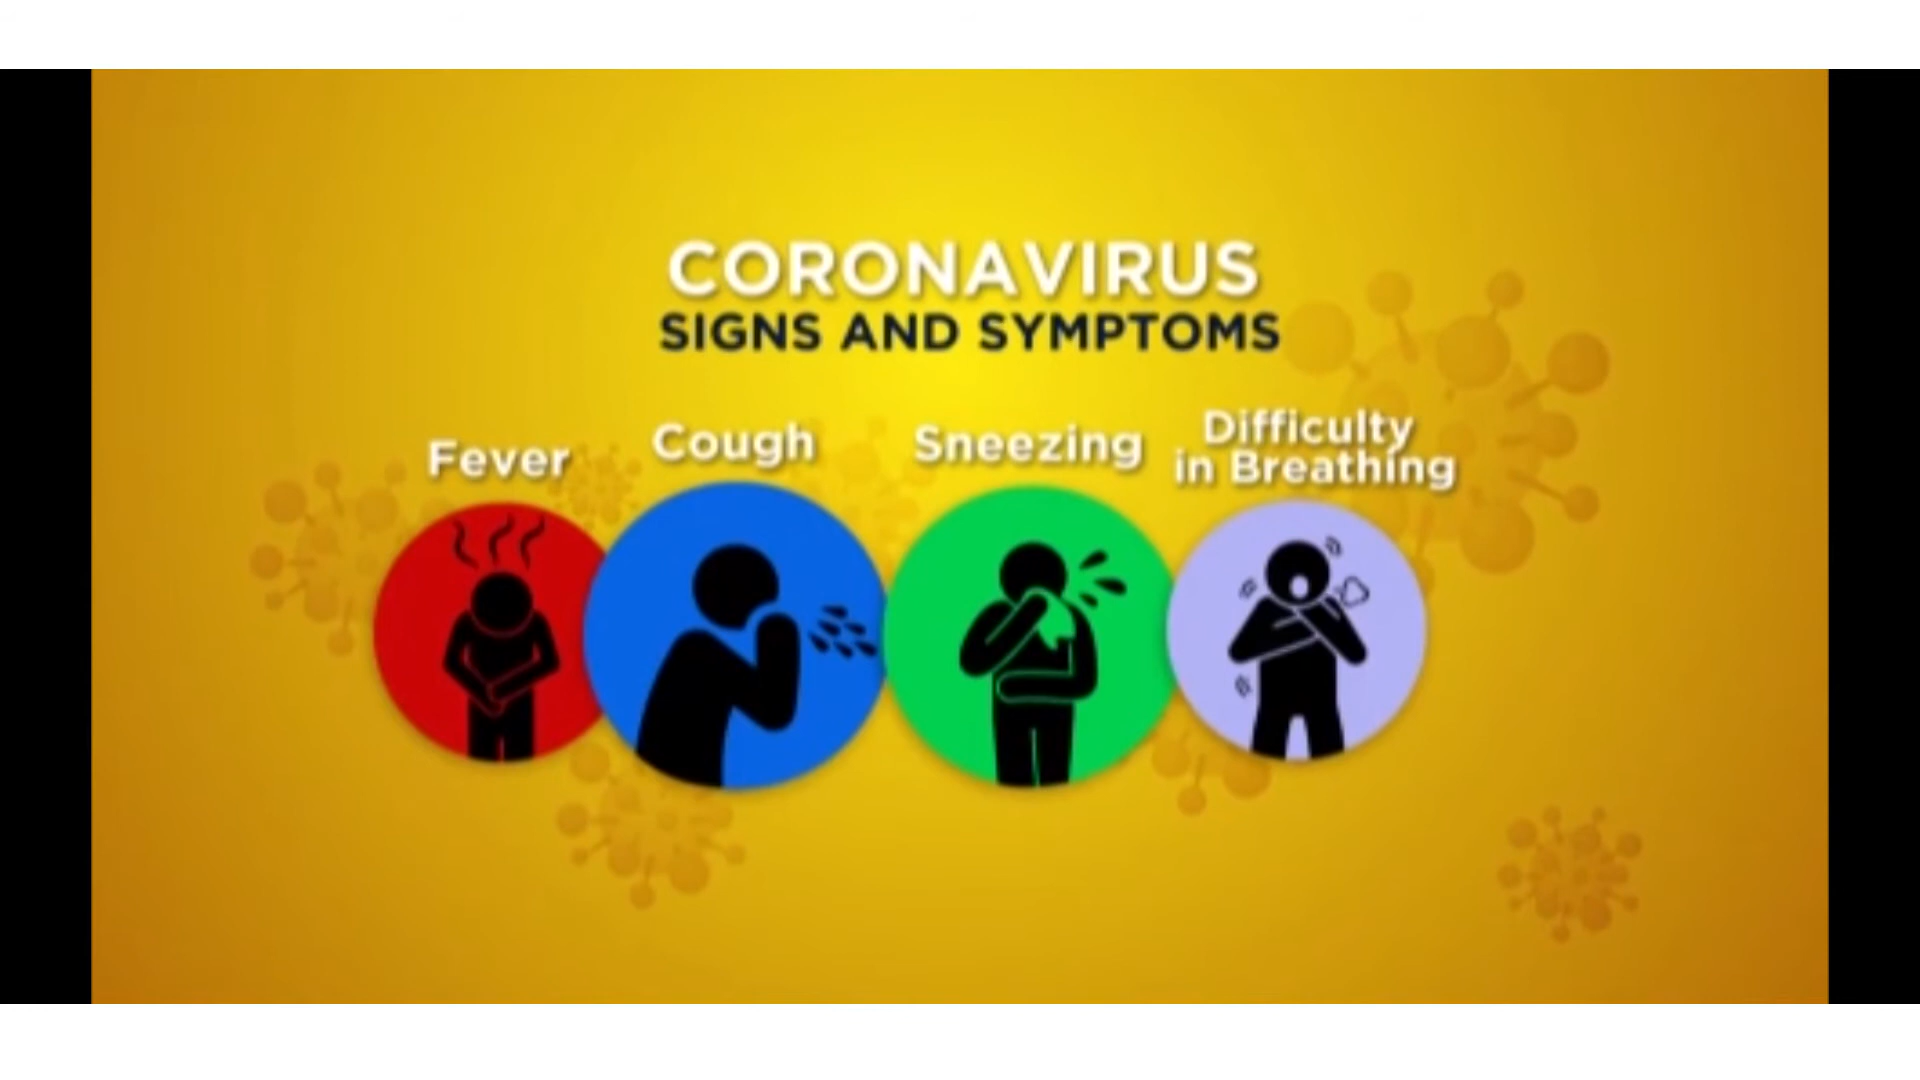 CORONAVIRUS
SIGNS AND SYMPTOMS
Fever
Cough
Sneezing
Difficulty
in Breathing